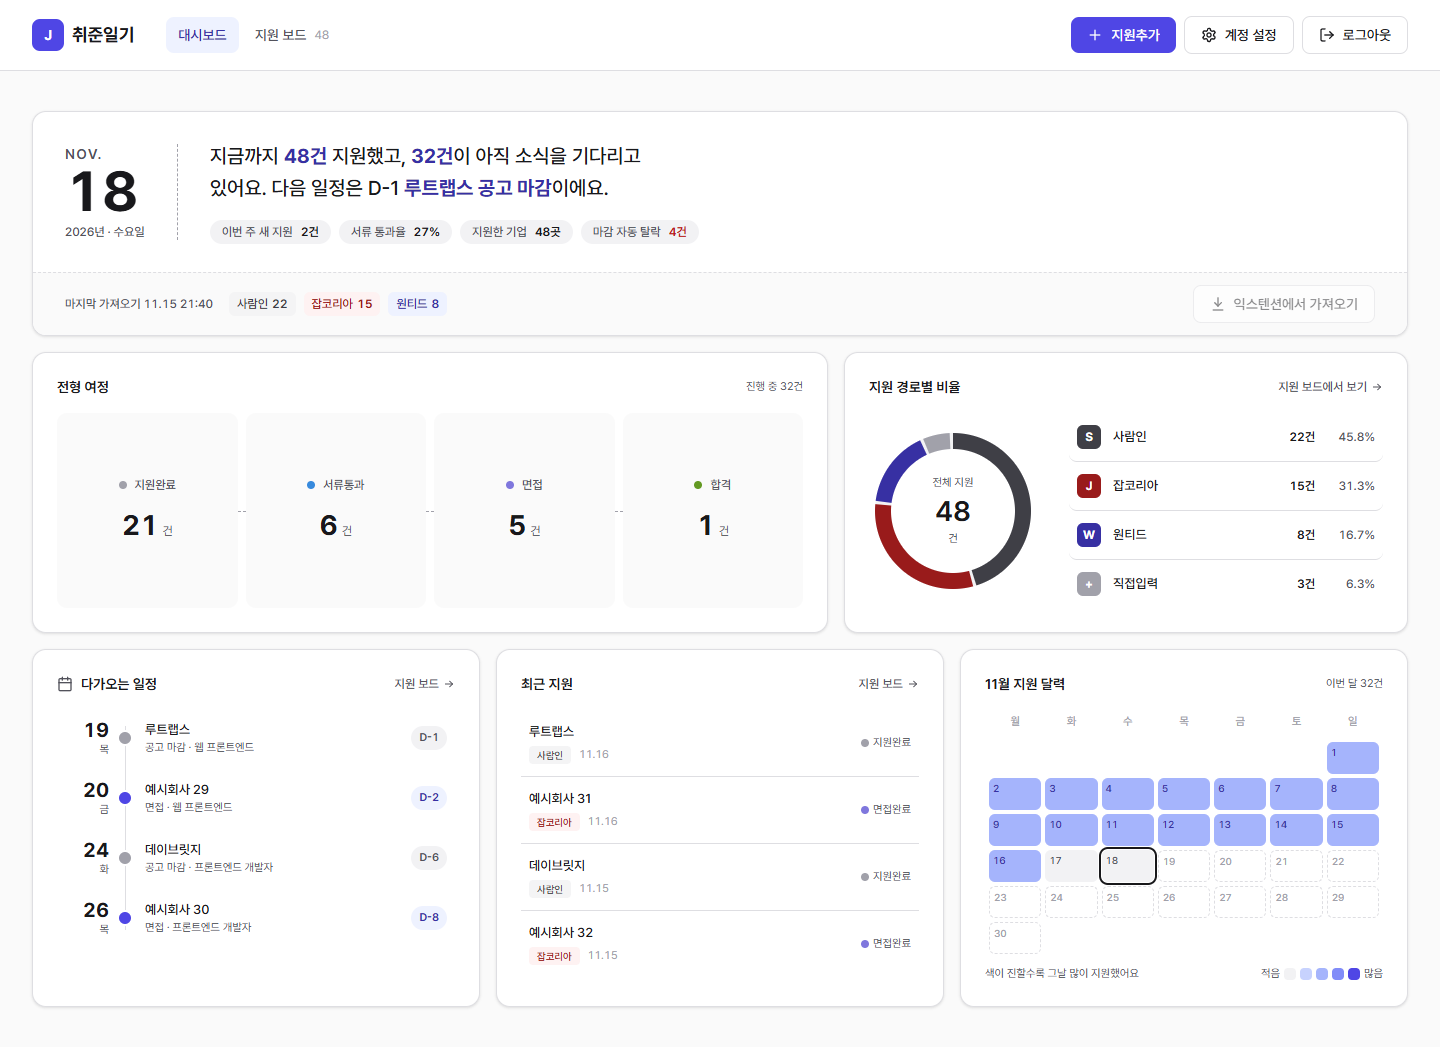 J 취준일기 대시보드 지원 보드 48 지원추가 계정 설정 로그아웃
NOV.
18
2026년 · 수요일
지금까지 48건 지원했고, 32건이 아직 소식을 기다리고
있어요. 다음 일정은 D-1 루트랩스 공고 마감이에요.
이번 주 새 지원 2건 서류 통과율 27% 지원한 기업 48곳 마감 자동 탈락 4건
마지막 가져오기 11.15 21:40 사람인 22 잡코리아 15 원티드 8 익스텐션에서 가져오기
전형 여정 진행 중 32건
지원완료
21 건
서류통과
6 건
면접
5 건
합격
1 건
지원 경로별 비율 지원 보드에서 보기 →
전체 지원
48
건
S 사람인 22건 45.8%
J 잡코리아 15건 31.3%
W 원티드 8건 16.7%
+ 직접입력 3건 6.3%
다가오는 일정 지원 보드 →
19 목 루트랩스 D-1
공고 마감 · 웹 프론트엔드
20 금 예시회사 29 D-2
면접 · 웹 프론트엔드
24 화 데이브릿지 D-6
공고 마감 · 프론트엔드 개발자
26 목 예시회사 30 D-8
면접 · 프론트엔드 개발자
최근 지원 지원 보드 →
루트랩스 지원완료
사람인 11.16
예시회사 31 면접완료
잡코리아 11.16
데이브릿지 지원완료
사람인 11.15
예시회사 32 면접완료
잡코리아 11.15
11월 지원 달력 이번 달 32건
월 화 수 목 금 토 일
1
2 3 4 5 6 7 8
9 10 11 12 13 14 15
16 17 18 19 20 21 22
23 24 25 26 27 28 29
30
색이 진할수록 그날 많이 지원했어요 적음 많음